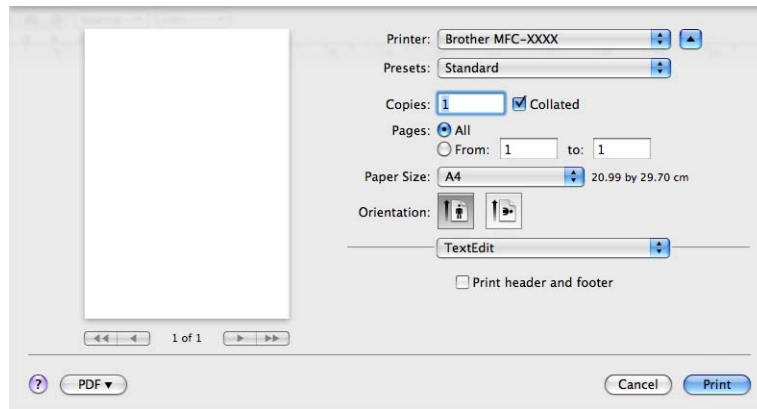 Printer: Brother MFC-XXXX
Presets: Standard
Copies: 1 Collated
Pages: All
From: 1 to: 1
Paper Size: A4 20.99 by 29.70 cm
Orientation:
TextEdit
Print header and footer
1 of 1
? PDF Cancel Print